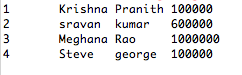 1 Krishna Pranith 100000
2 sravan kumar 600000
3 Meghana Rao 1000000
4 Steve george 100000